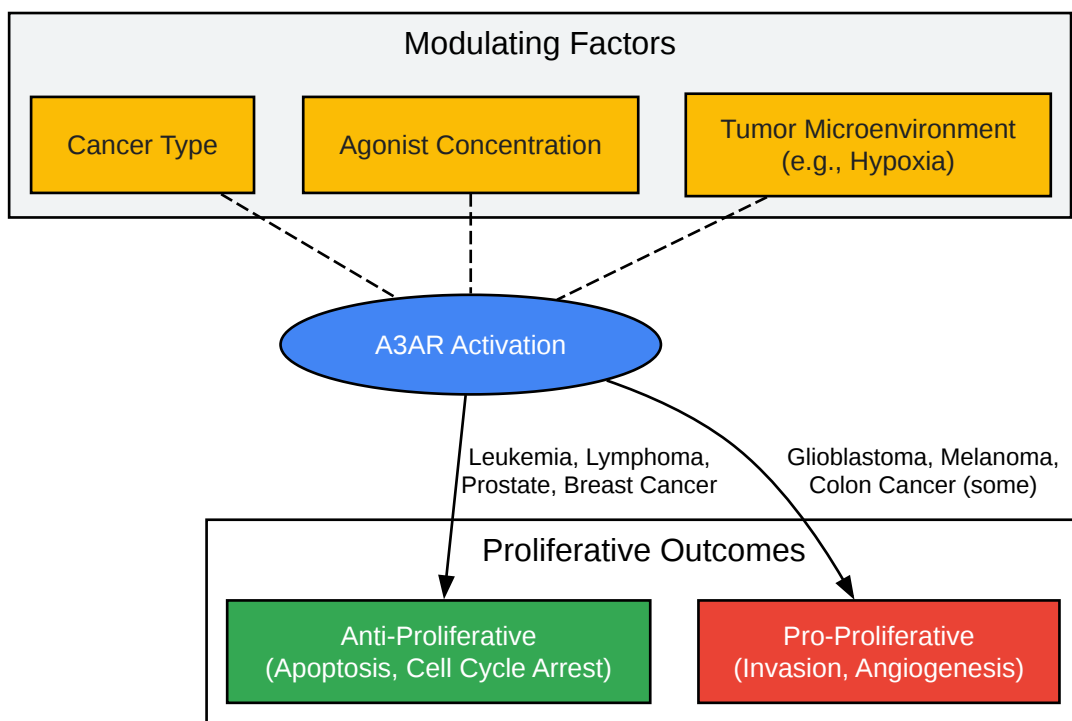 Modulating Factors
Cancer Type
Agonist Concentration
Tumor Microenvironment
(e.g., Hypoxia)
A3AR Activation
Leukemia, Lymphoma,
Prostate, Breast Cancer
Glioblastoma, Melanoma,
Colon Cancer (some)
Proliferative Outcomes
Anti-Proliferative
(Apoptosis, Cell Cycle Arrest)
Pro-Proliferative
(Invasion, Angiogenesis)